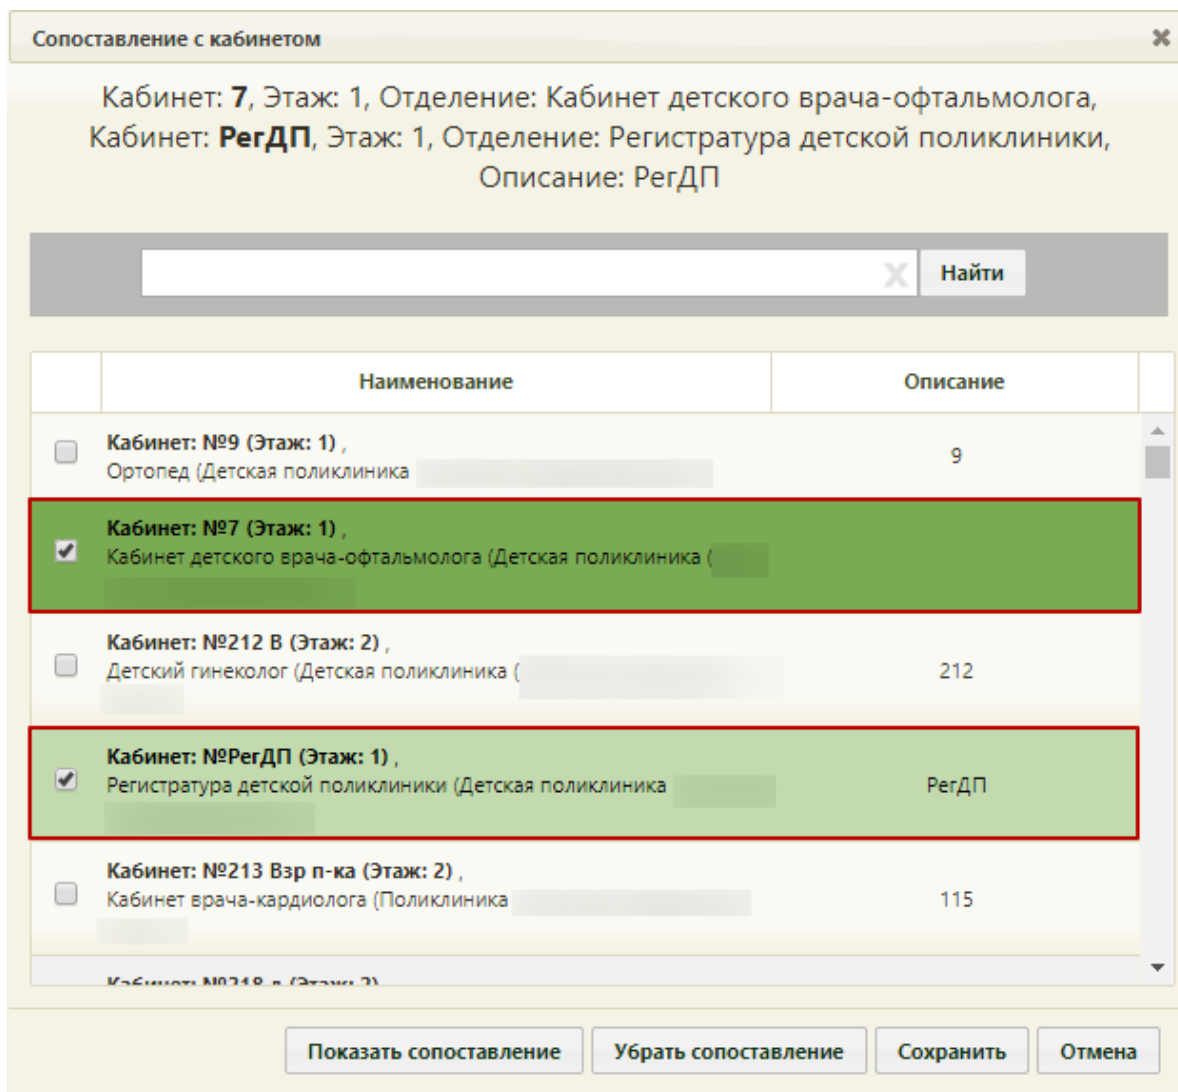 Сопоставление с кабинетом
Кабинет: 7, Этаж: 1, Отделение: Кабинет детского врача-офтальмолога,
Кабинет: РегДП, Этаж: 1, Отделение: Регистратура детской поликлиники,
Описание: РегДП
Найти
Наименование Описание
Кабинет: №9 (Этаж: 1) ,
Ортопед (Детская поликлиника
9
Кабинет: №7 (Этаж: 1) ,
Кабинет детского врача-офтальмолога (Детская поликлиника (
Кабинет: №212 В (Этаж: 2) ,
Детский гинеколог (Детская поликлиника (
212
Кабинет: №РегДП (Этаж: 1) ,
Регистратура детской поликлиники (Детская поликлиника
РегДП
Кабинет: №213 Взр п-ка (Этаж: 2) ,
Кабинет врача-кардиолога (Поликлиника
115
Кабинет: №218 д (Этаж: 2)
Показать сопоставление Убрать сопоставление Сохранить Отмена